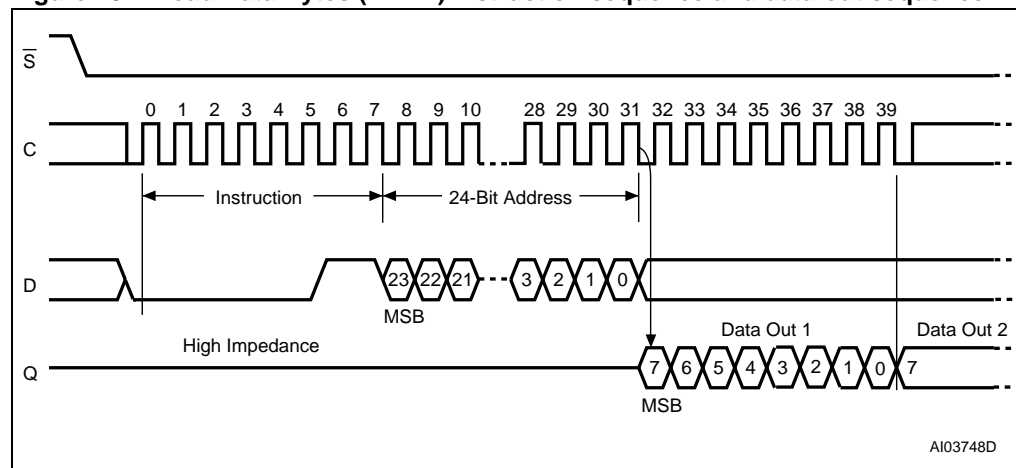 S
0 1 2 3 4 5 6 7 8 9 10 28 29 30 31 32 33 34 35 36 37 38 39
C
Instruction 24-Bit Address
D
23 22 21 3 2 1 0
MSB
High Impedance Data Out 1 Data Out 2
Q
7 6 5 4 3 2 1 0 7
MSB
AI03748D